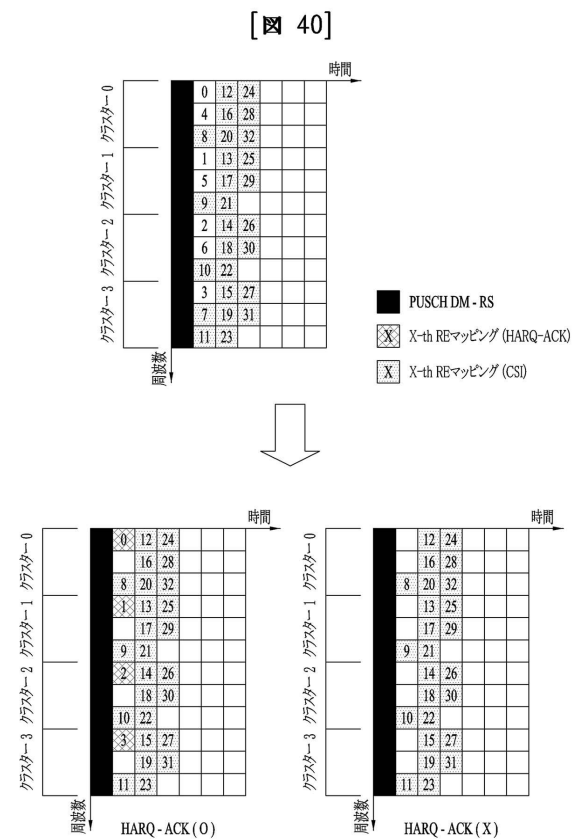 [図 40]
時間
クラスター 0
クラスター 1
クラスター 2
クラスター 3
0 12 24
4 16 28
8 20 32
1 13 25
5 17 29
9 21
2 14 26
6 18 30
10 22
3 15 27
7 19 31
11 23
周波数
PUSCH DM - RS
X X-th REマッピング (HARQ-ACK)
X X-th REマッピング (CSI)
時間
クラスター 0
クラスター 1
クラスター 2
クラスター 3
0 12 24
16 28
8 20 32
1 13 25
17 29
9 21
2 14 26
18 30
10 22
3 15 27
19 31
11 23
周波数
HARQ - ACK ( O )
時間
クラスター 0
クラスター 1
クラスター 2
クラスター 3
12 24
16 28
8 20 32
13 25
17 29
9 21
14 26
18 30
10 22
15 27
19 31
11 23
周波数
HARQ - ACK ( X )